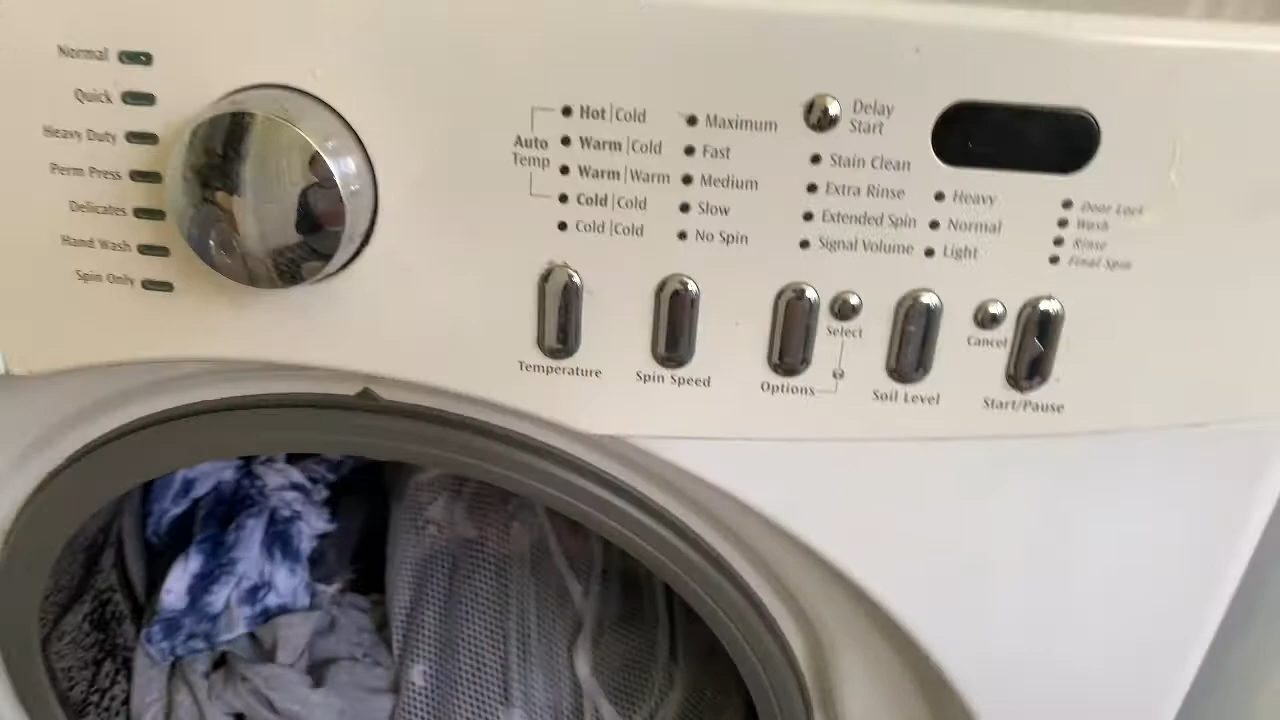 Normal
Quick
Heavy Duty
Perm Press
Delicates
Hand Wash
Spin Only
Auto
Temp
Hot|Cold
Warm|Cold
Warm|Warm
Cold|Cold
Cold|Cold
Temperature
Maximum
Fast
Medium
Slow
No Spin
Spin Speed
Delay
Start
Stain Clean
Extra Rinse
Extended Spin
Signal Volume
Options
Select
Heavy
Normal
Light
Soil Level
Door Lock
Wash
Rinse
Final Spin
Cancel
Start/Pause